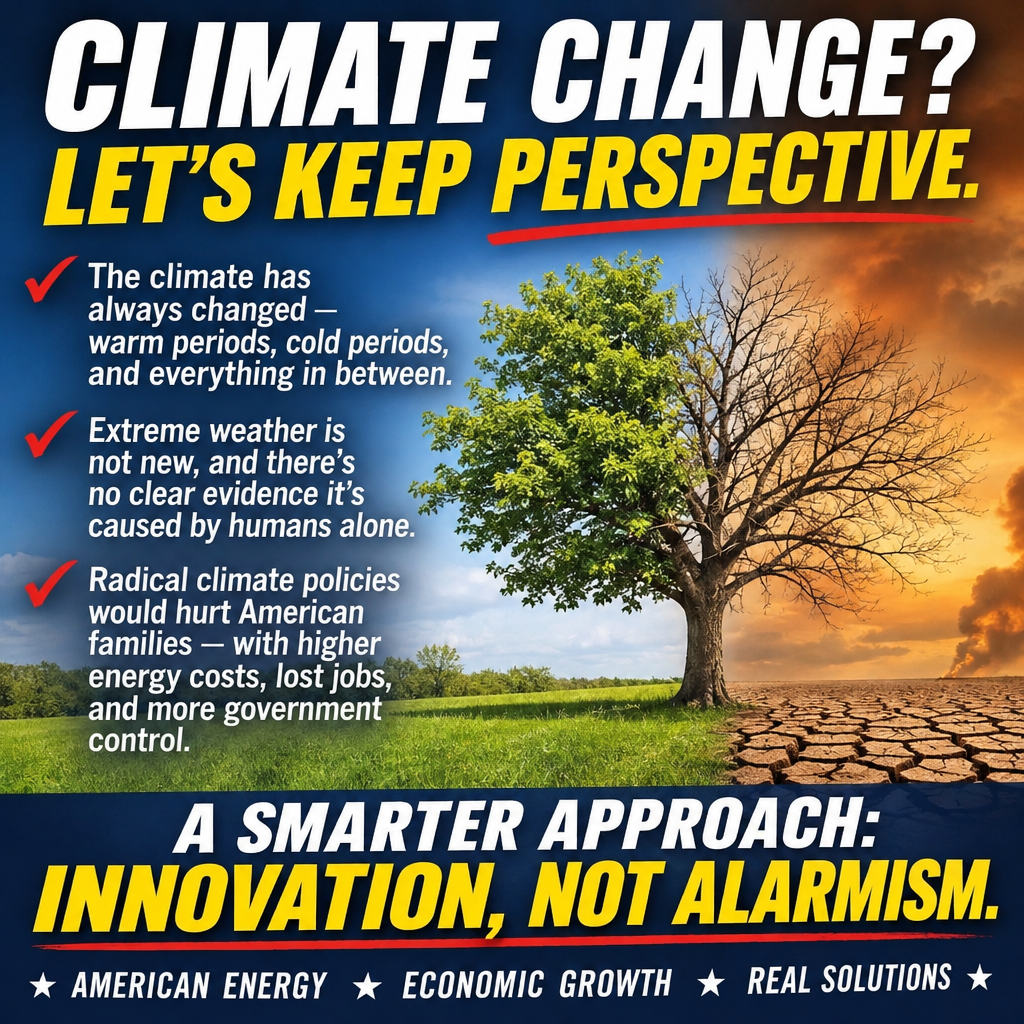 CLIMATE CHANGE?
LET'S KEEP PERSPECTIVE.
The climate has
always changed —
warm periods, cold periods,
and everything in between.
Extreme weather is
not new, and there's
no clear evidence it's
caused by humans alone.
Radical climate policies
would hurt American
families — with higher
energy costs, lost jobs,
and more government
control.
A SMARTER APPROACH:
INNOVATION, NOT ALARMISM.
★ AMERICAN ENERGY ★ ECONOMIC GROWTH ★ REAL SOLUTIONS ★